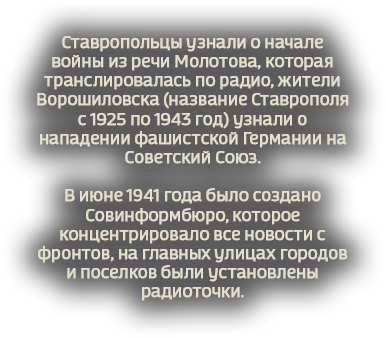 Ставропольцы узнали о начале
войны из речи Молотова, которая
транслировалась по радио, жители
Ворошиловска (название Ставрополя
с 1925 по 1943 год) узнали о
нападении фашистской Германии на
Советский Союз.
В июне 1941 года было создано
Совинформбюро, которое
концентрировало все новости с
фронтов, на главных улицах городов
и поселков были установлены
радиоточки.